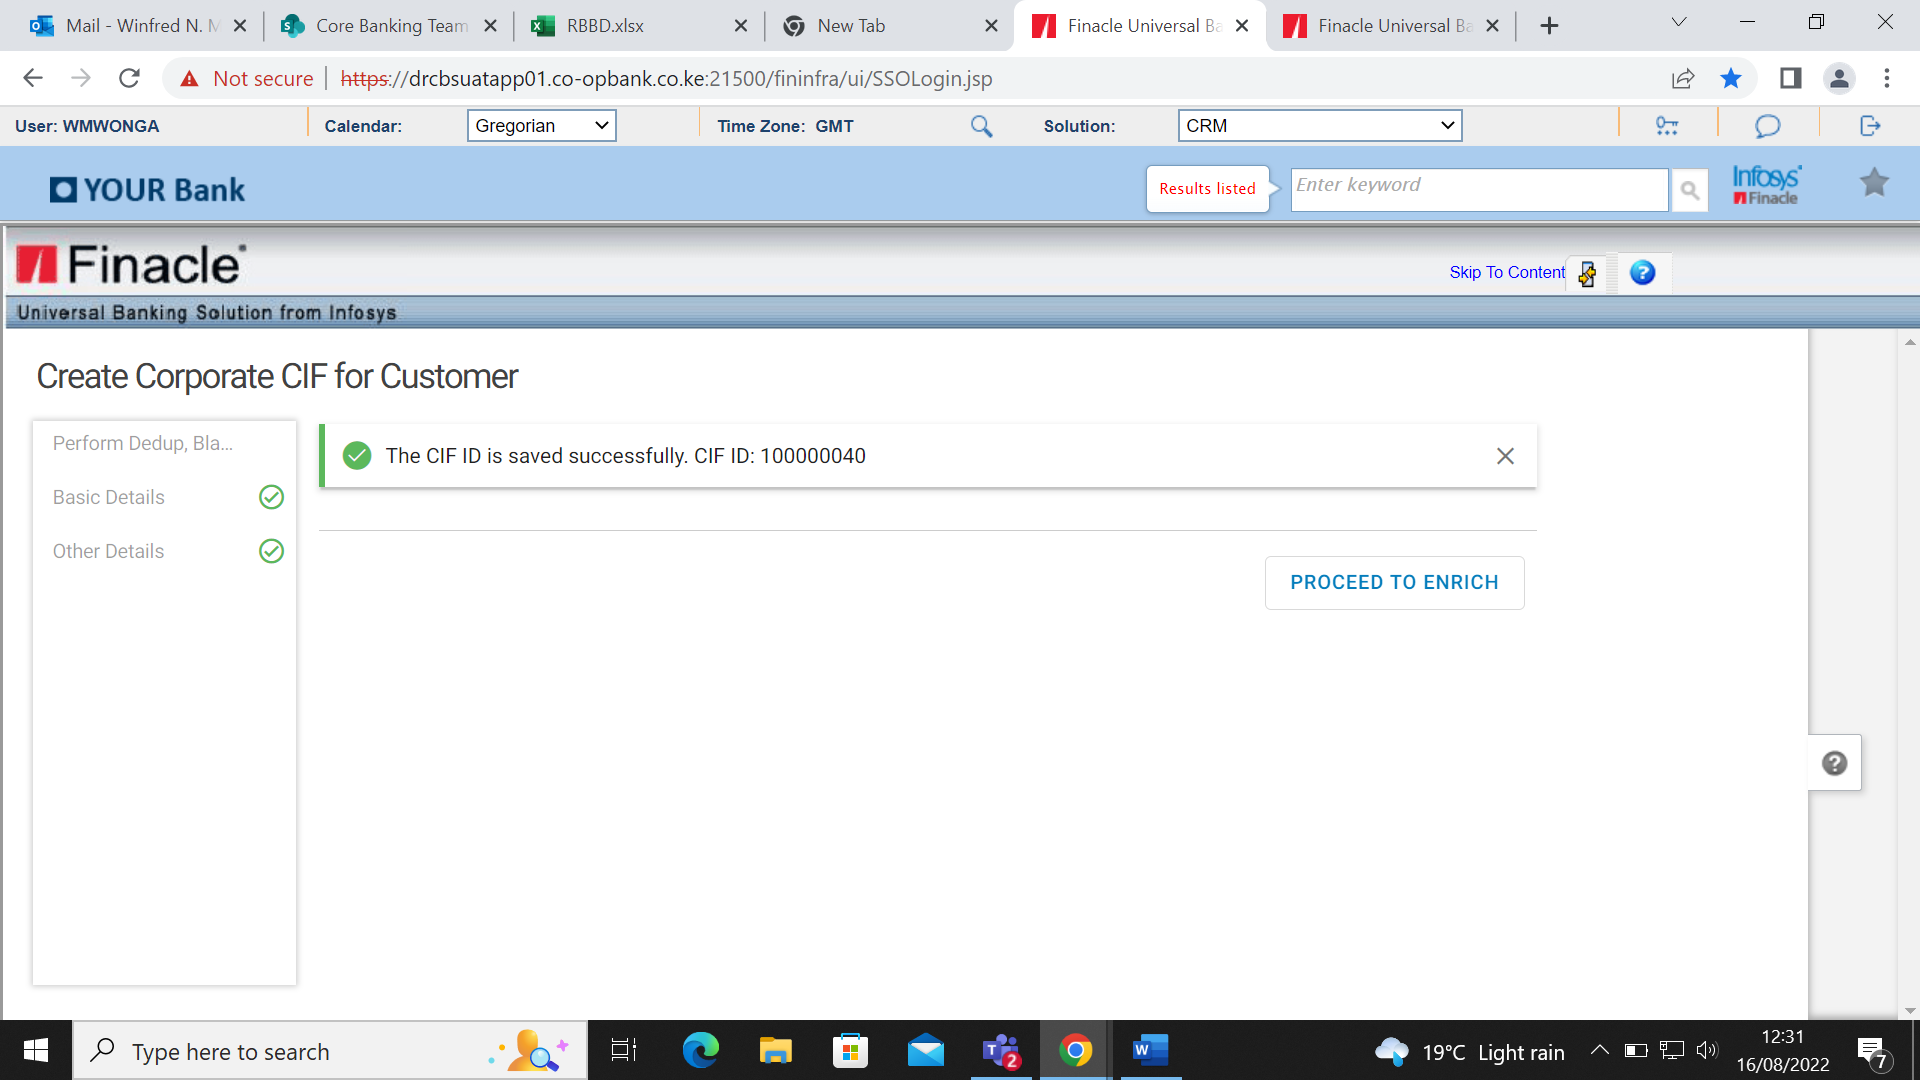 Mail - Winfred N. M
Core Banking Team
RBBD.xlsx
New Tab
Finacle Universal Ba
Finacle Universal Ba
Not secure
https://drcbsuatapp01.co-opbank.co.ke:21500/fininfra/ui/SSOLogin.jsp
User: WMWONGA
Calendar:
Gregorian
Time Zone: GMT
Solution:
CRM
YOUR Bank
Results listed
Enter keyword
Infosys
Finacle
Finacle
Skip To Content
Universal Banking Solution from Infosys
Create Corporate CIF for Customer
Perform Dedup, Bla...
Basic Details
Other Details
The CIF ID is saved successfully. CIF ID: 100000040
PROCEED TO ENRICH
Type here to search
2
19°C Light rain
12:31
16/08/2022
7